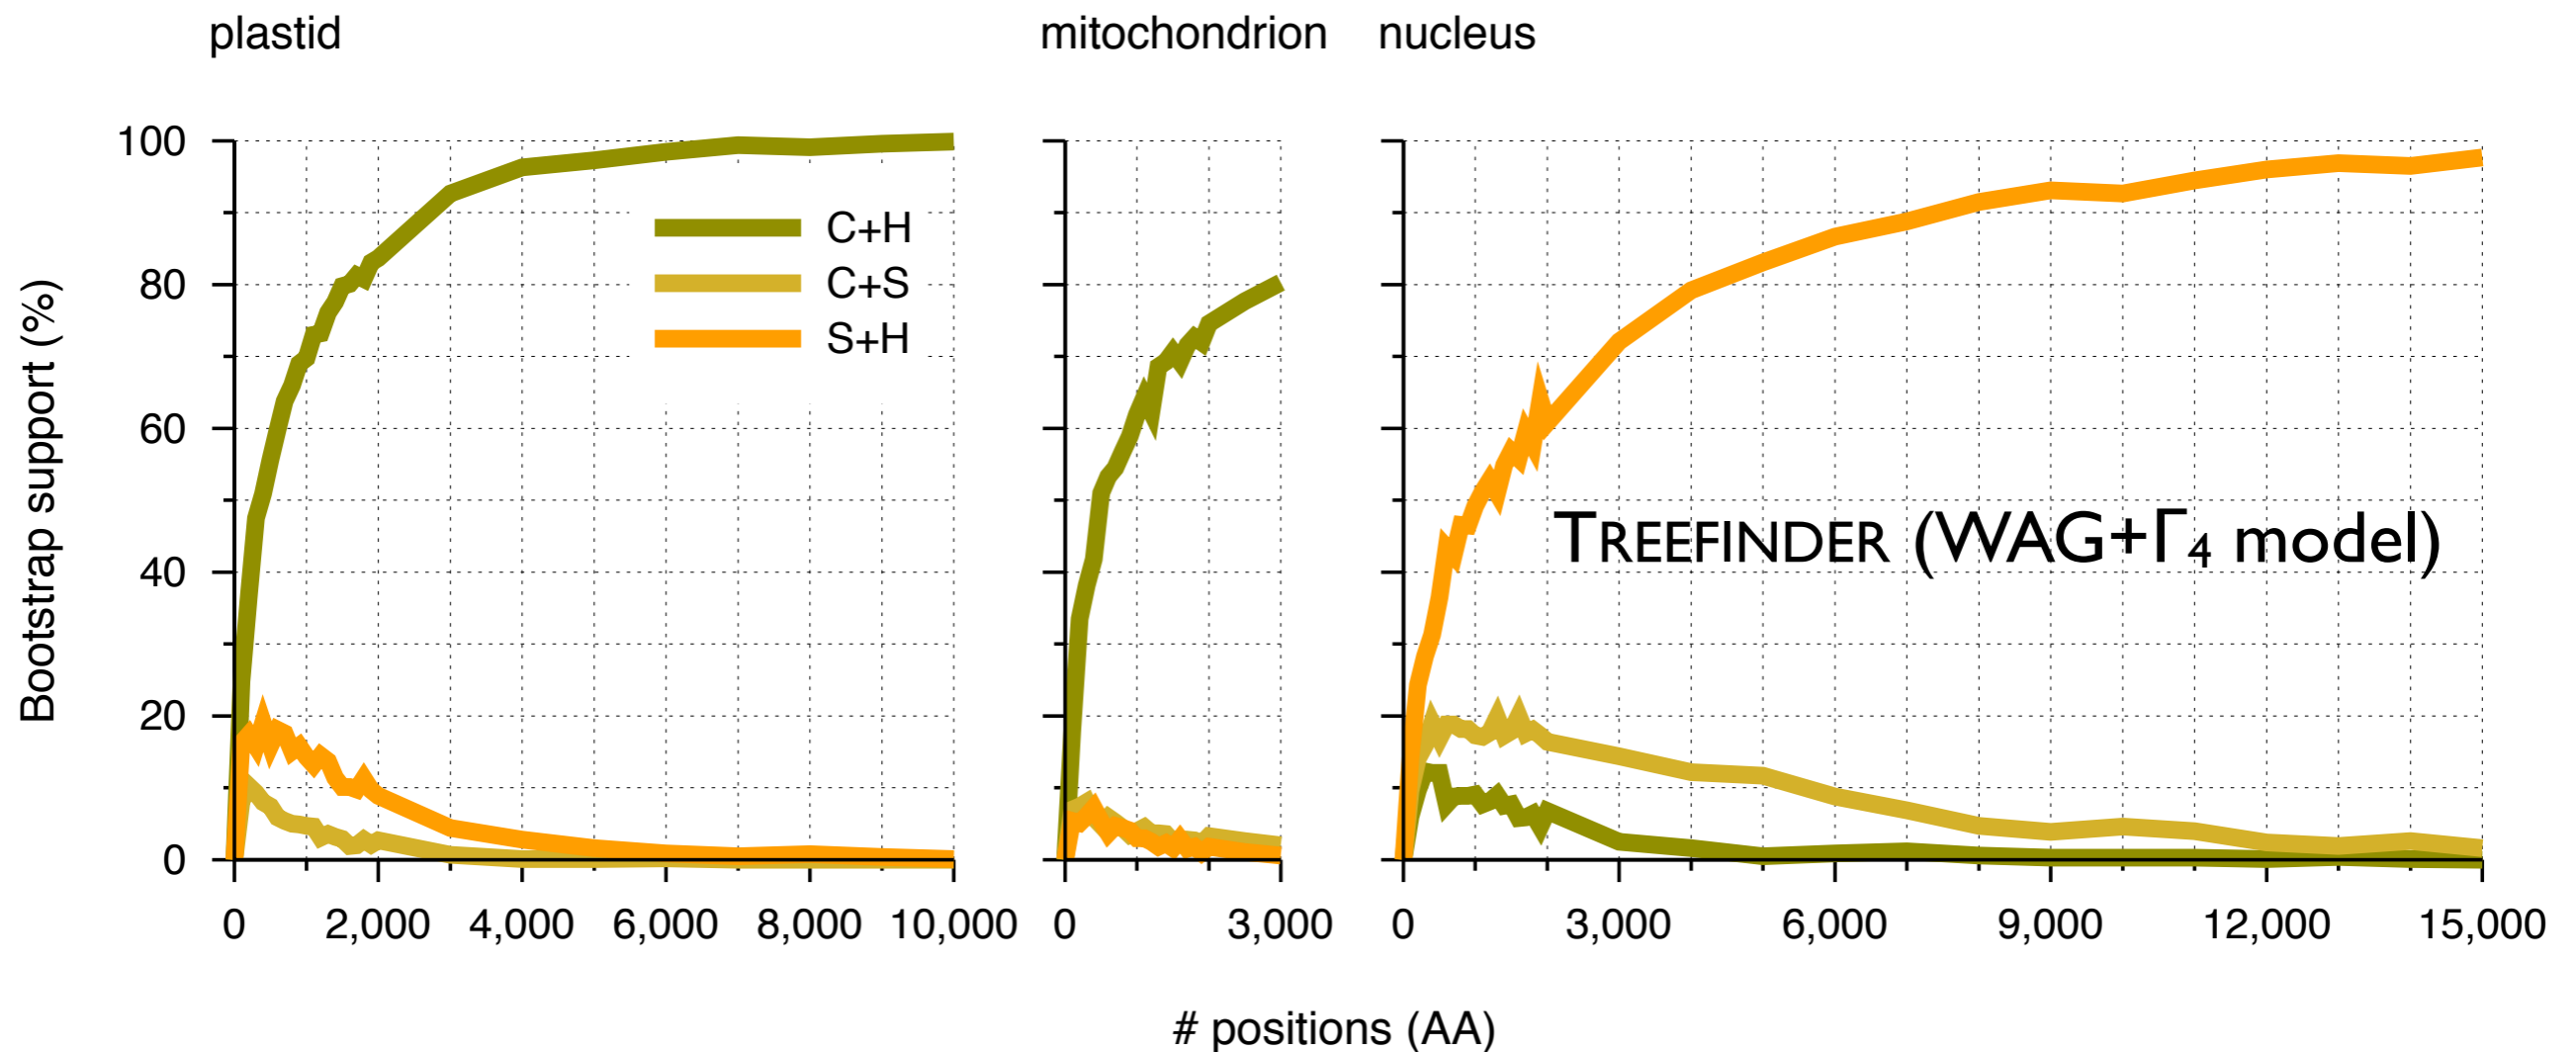 plastid mitochondrion nucleus
100
80
60
40
20
0
Bootstrap support (%)
C+H
C+S
S+H
TREEFINDER (WAG+Γ4 model)
0 2,000 4,000 6,000 8,000 10,000 0 3,000 0 3,000 6,000 9,000 12,000 15,000
# positions (AA)